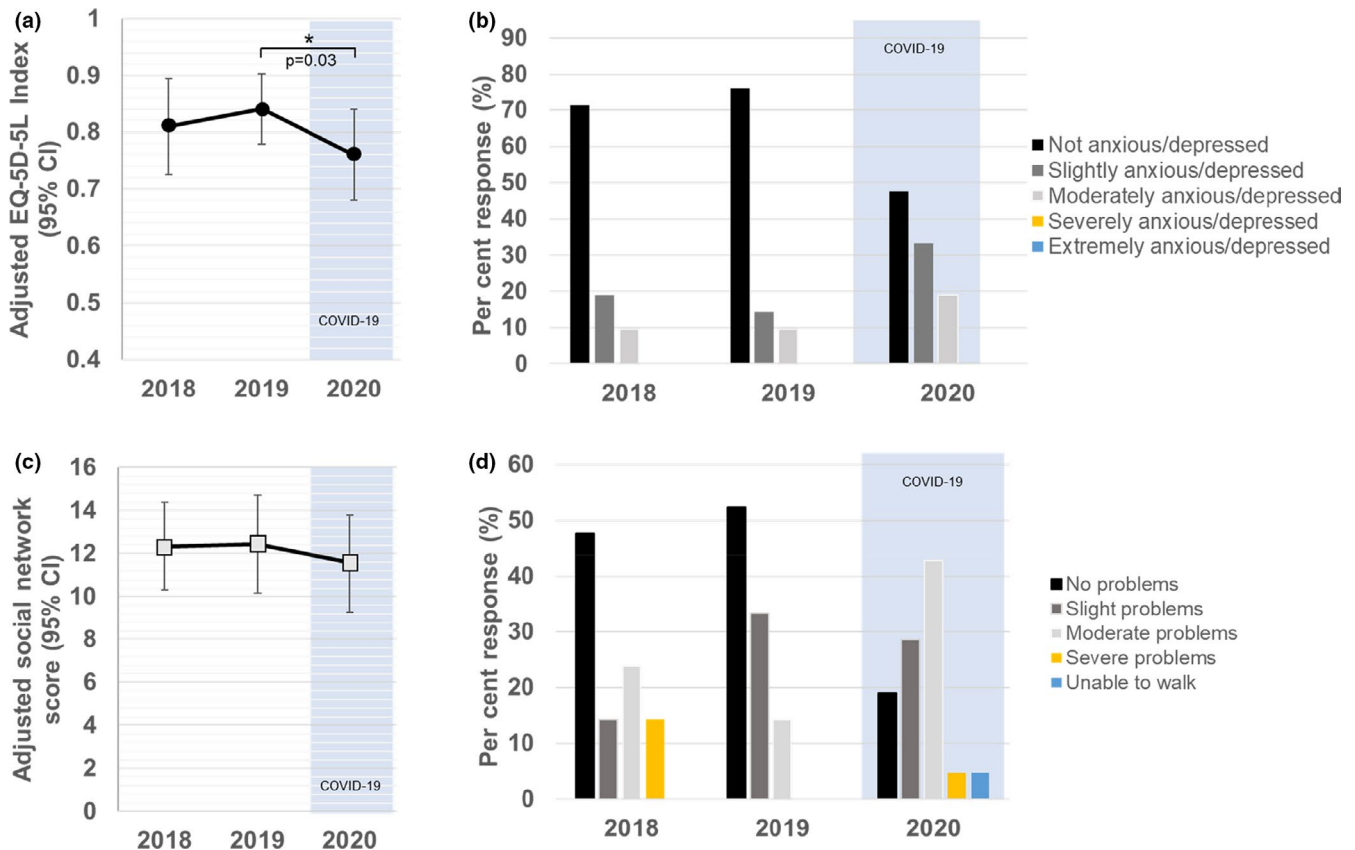 (a)
Adjusted EQ-5D-5L Index
(95% CI)
1
0.9
0.8
0.7
0.6
0.5
0.4
*
p=0.03
COVID-19
2018 2019 2020
(b)
Per cent response (%)
90
80
70
60
50
40
30
20
10
0
COVID-19
2018 2019 2020
Not anxious/depressed
Slightly anxious/depressed
Moderately anxious/depressed
Severely anxious/depressed
Extremely anxious/depressed
(c)
Adjusted social network
score (95% CI)
16
14
12
10
8
6
4
2
0
COVID-19
2018 2019 2020
(d)
Per cent response (%)
60
50
40
30
20
10
0
COVID-19
2018 2019 2020
No problems
Slight problems
Moderate problems
Severe problems
Unable to walk